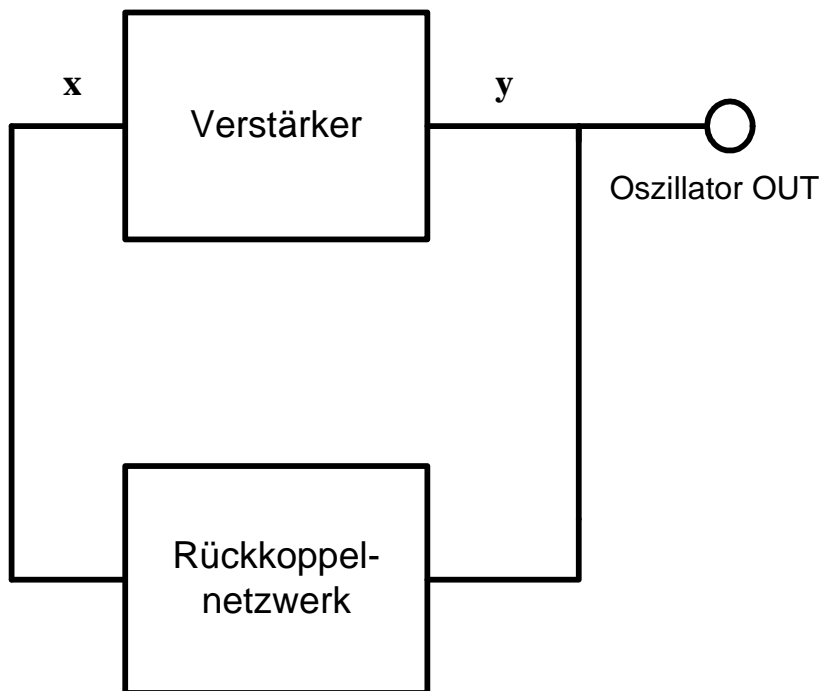 x
y
Verstärker
Oszillator OUT
Rückkoppel-
netzwerk